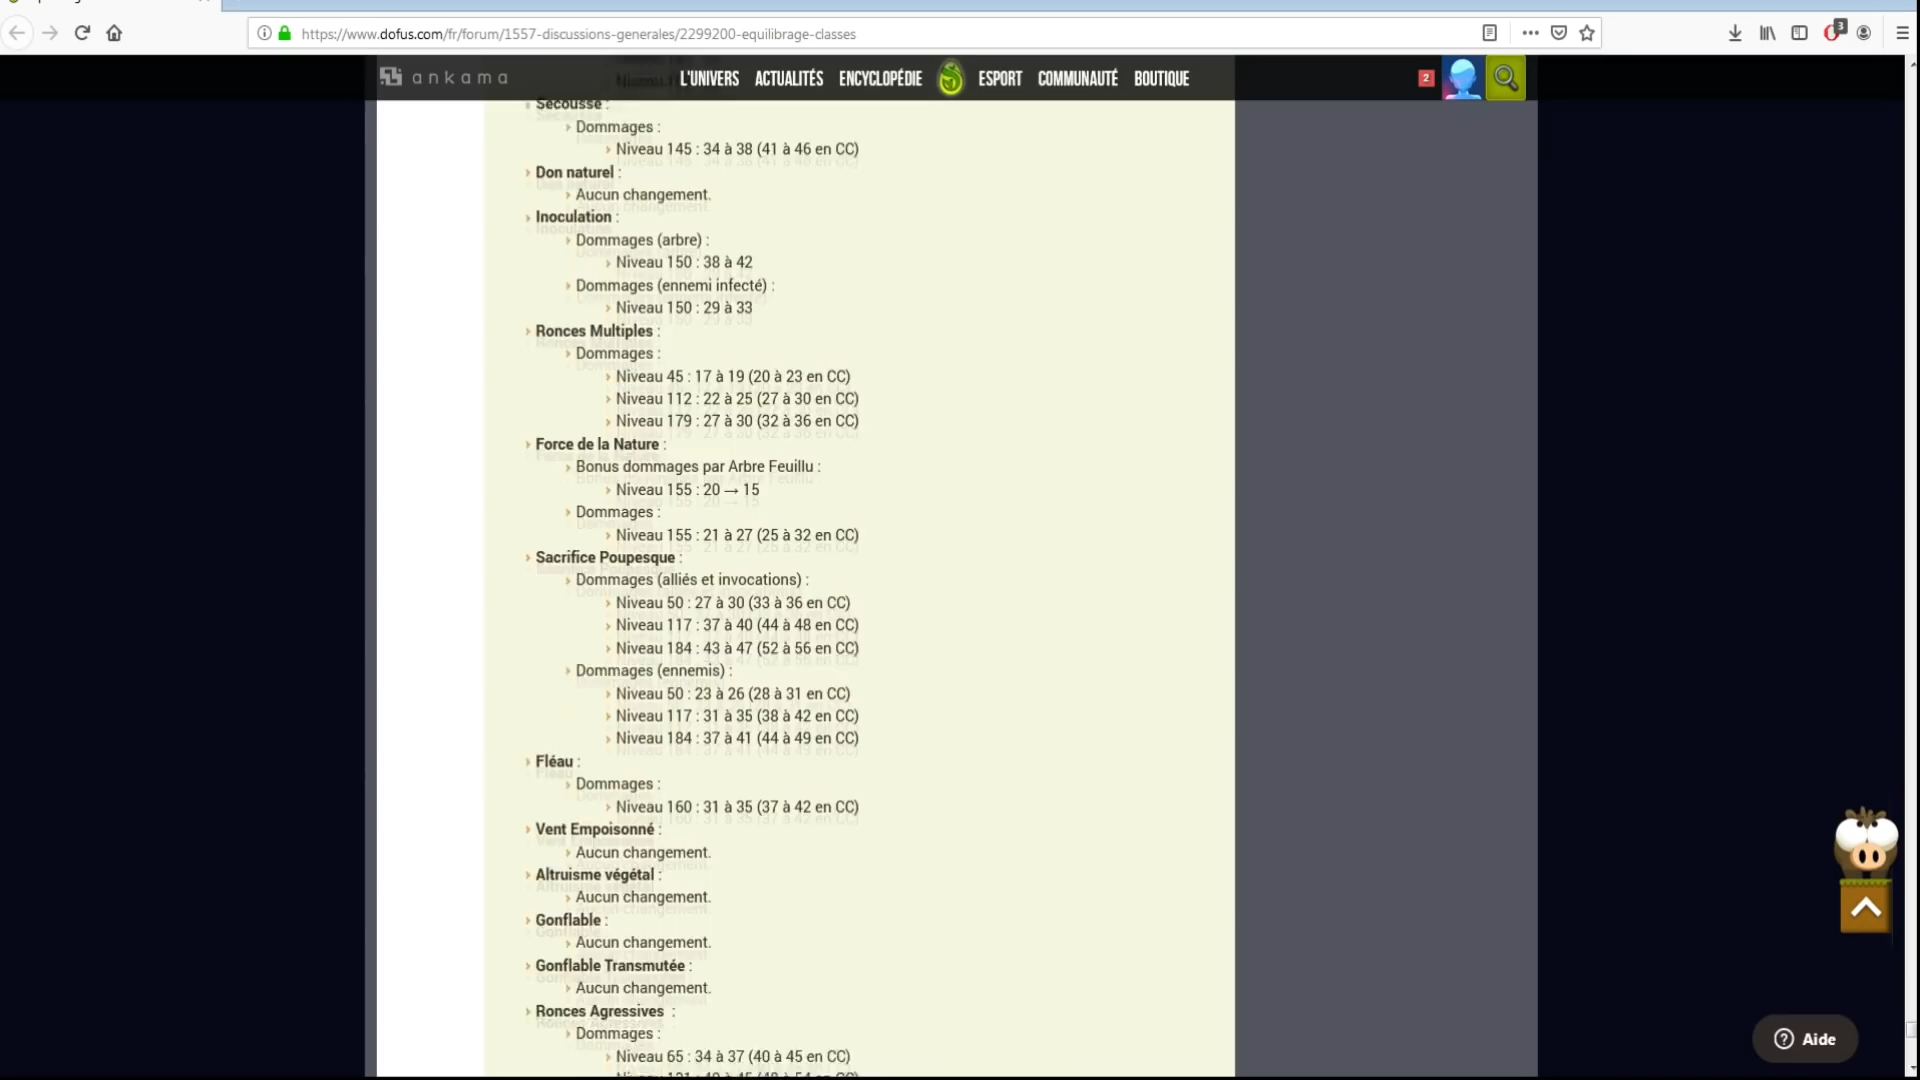 https://www.dofus.com/fr/forum/1557-discussions-generales/2299200-equilibrage-classes
3
ankama
L'UNIVERS ACTUALITÉS ENCYCLOPÉDIE ESPORT COMMUNAUTÉ BOUTIQUE
2
Secousse :
Dommages :
Niveau 145 : 34 à 38 (41 à 46 en CC)
Don naturel :
Aucun changement.
Inoculation :
Dommages (arbre) :
Niveau 150 : 38 à 42
Dommages (ennemi infecté) :
Niveau 150 : 29 à 33
Ronces Multiples :
Dommages :
Niveau 45 : 17 à 19 (20 à 23 en CC)
Niveau 112 : 22 à 25 (27 à 30 en CC)
Niveau 179 : 27 à 30 (32 à 36 en CC)
Force de la Nature :
Bonus dommages par Arbre Feuillu :
Niveau 155 : 20 → 15
Dommages :
Niveau 155 : 21 à 27 (25 à 32 en CC)
Sacrifice Poupesque :
Dommages (alliés et invocations) :
Niveau 50 : 27 à 30 (33 à 36 en CC)
Niveau 117 : 37 à 40 (44 à 48 en CC)
Niveau 184 : 43 à 47 (52 à 56 en CC)
Dommages (ennemis) :
Niveau 50 : 23 à 26 (28 à 31 en CC)
Niveau 117 : 31 à 35 (38 à 42 en CC)
Niveau 184 : 37 à 41 (44 à 49 en CC)
Fléau :
Dommages :
Niveau 160 : 31 à 35 (37 à 42 en CC)
Vent Empoisonné :
Aucun changement.
Altruisme végétal :
Aucun changement.
Gonflable :
Aucun changement.
Gonflable Transmutée :
Aucun changement.
Ronces Agressives :
Dommages :
Niveau 65 : 34 à 37 (40 à 45 en CC)
Aide